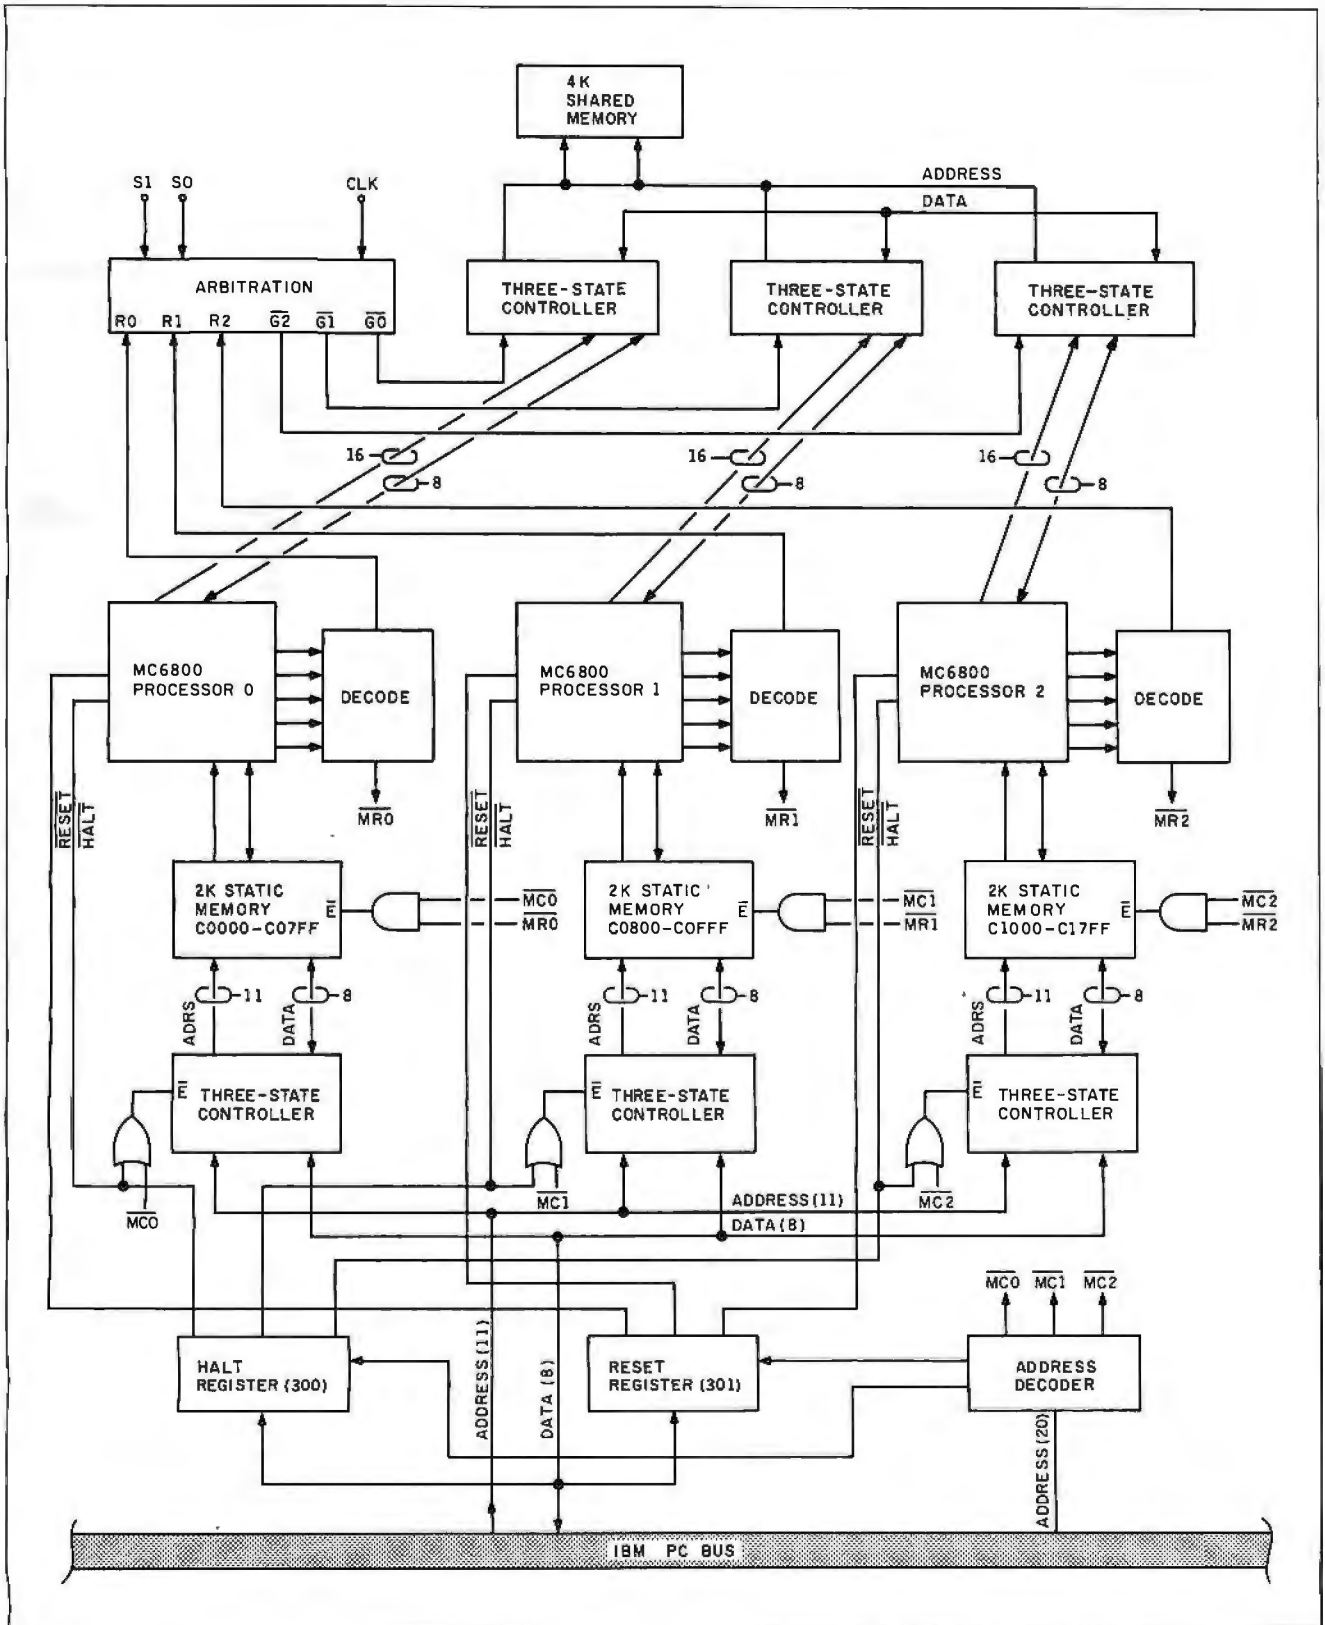 4K
SHARED
MEMORY
ADDRESS
DATA
S1 S0 CLK
ARBITRATION
R0 R1 R2 G2 G1 G0
THREE-STATE
CONTROLLER
THREE-STATE
CONTROLLER
THREE-STATE
CONTROLLER
16
8
16
8
16
8
MC6800
PROCESSOR 0
DECODE
MC6800
PROCESSOR 1
DECODE
MC6800
PROCESSOR 2
DECODE
RESET
HALT
MR0
RESET
HALT
MR1
RESET
HALT
MR2
2K STATIC
MEMORY
C0000-C07FF
E
MC0
MR0
2K STATIC
MEMORY
C0800-C0FFF
E
MC1
MR1
2K STATIC
MEMORY
C1000-C17FF
E
MC2
MR2
ADRS
11
DATA
8
ADRS
11
DATA
8
ADRS
11
DATA
8
E
THREE-STATE
CONTROLLER
E
THREE-STATE
CONTROLLER
E
THREE-STATE
CONTROLLER
MC0
MC1
MC2
ADDRESS(11)
DATA(8)
MC0 MC1 MC2
HALT
REGISTER(300)
ADDRESS(11)
DATA(8)
RESET
REGISTER(301)
ADDRESS
DECODER
ADDRESS(20)
IBM PC BUS